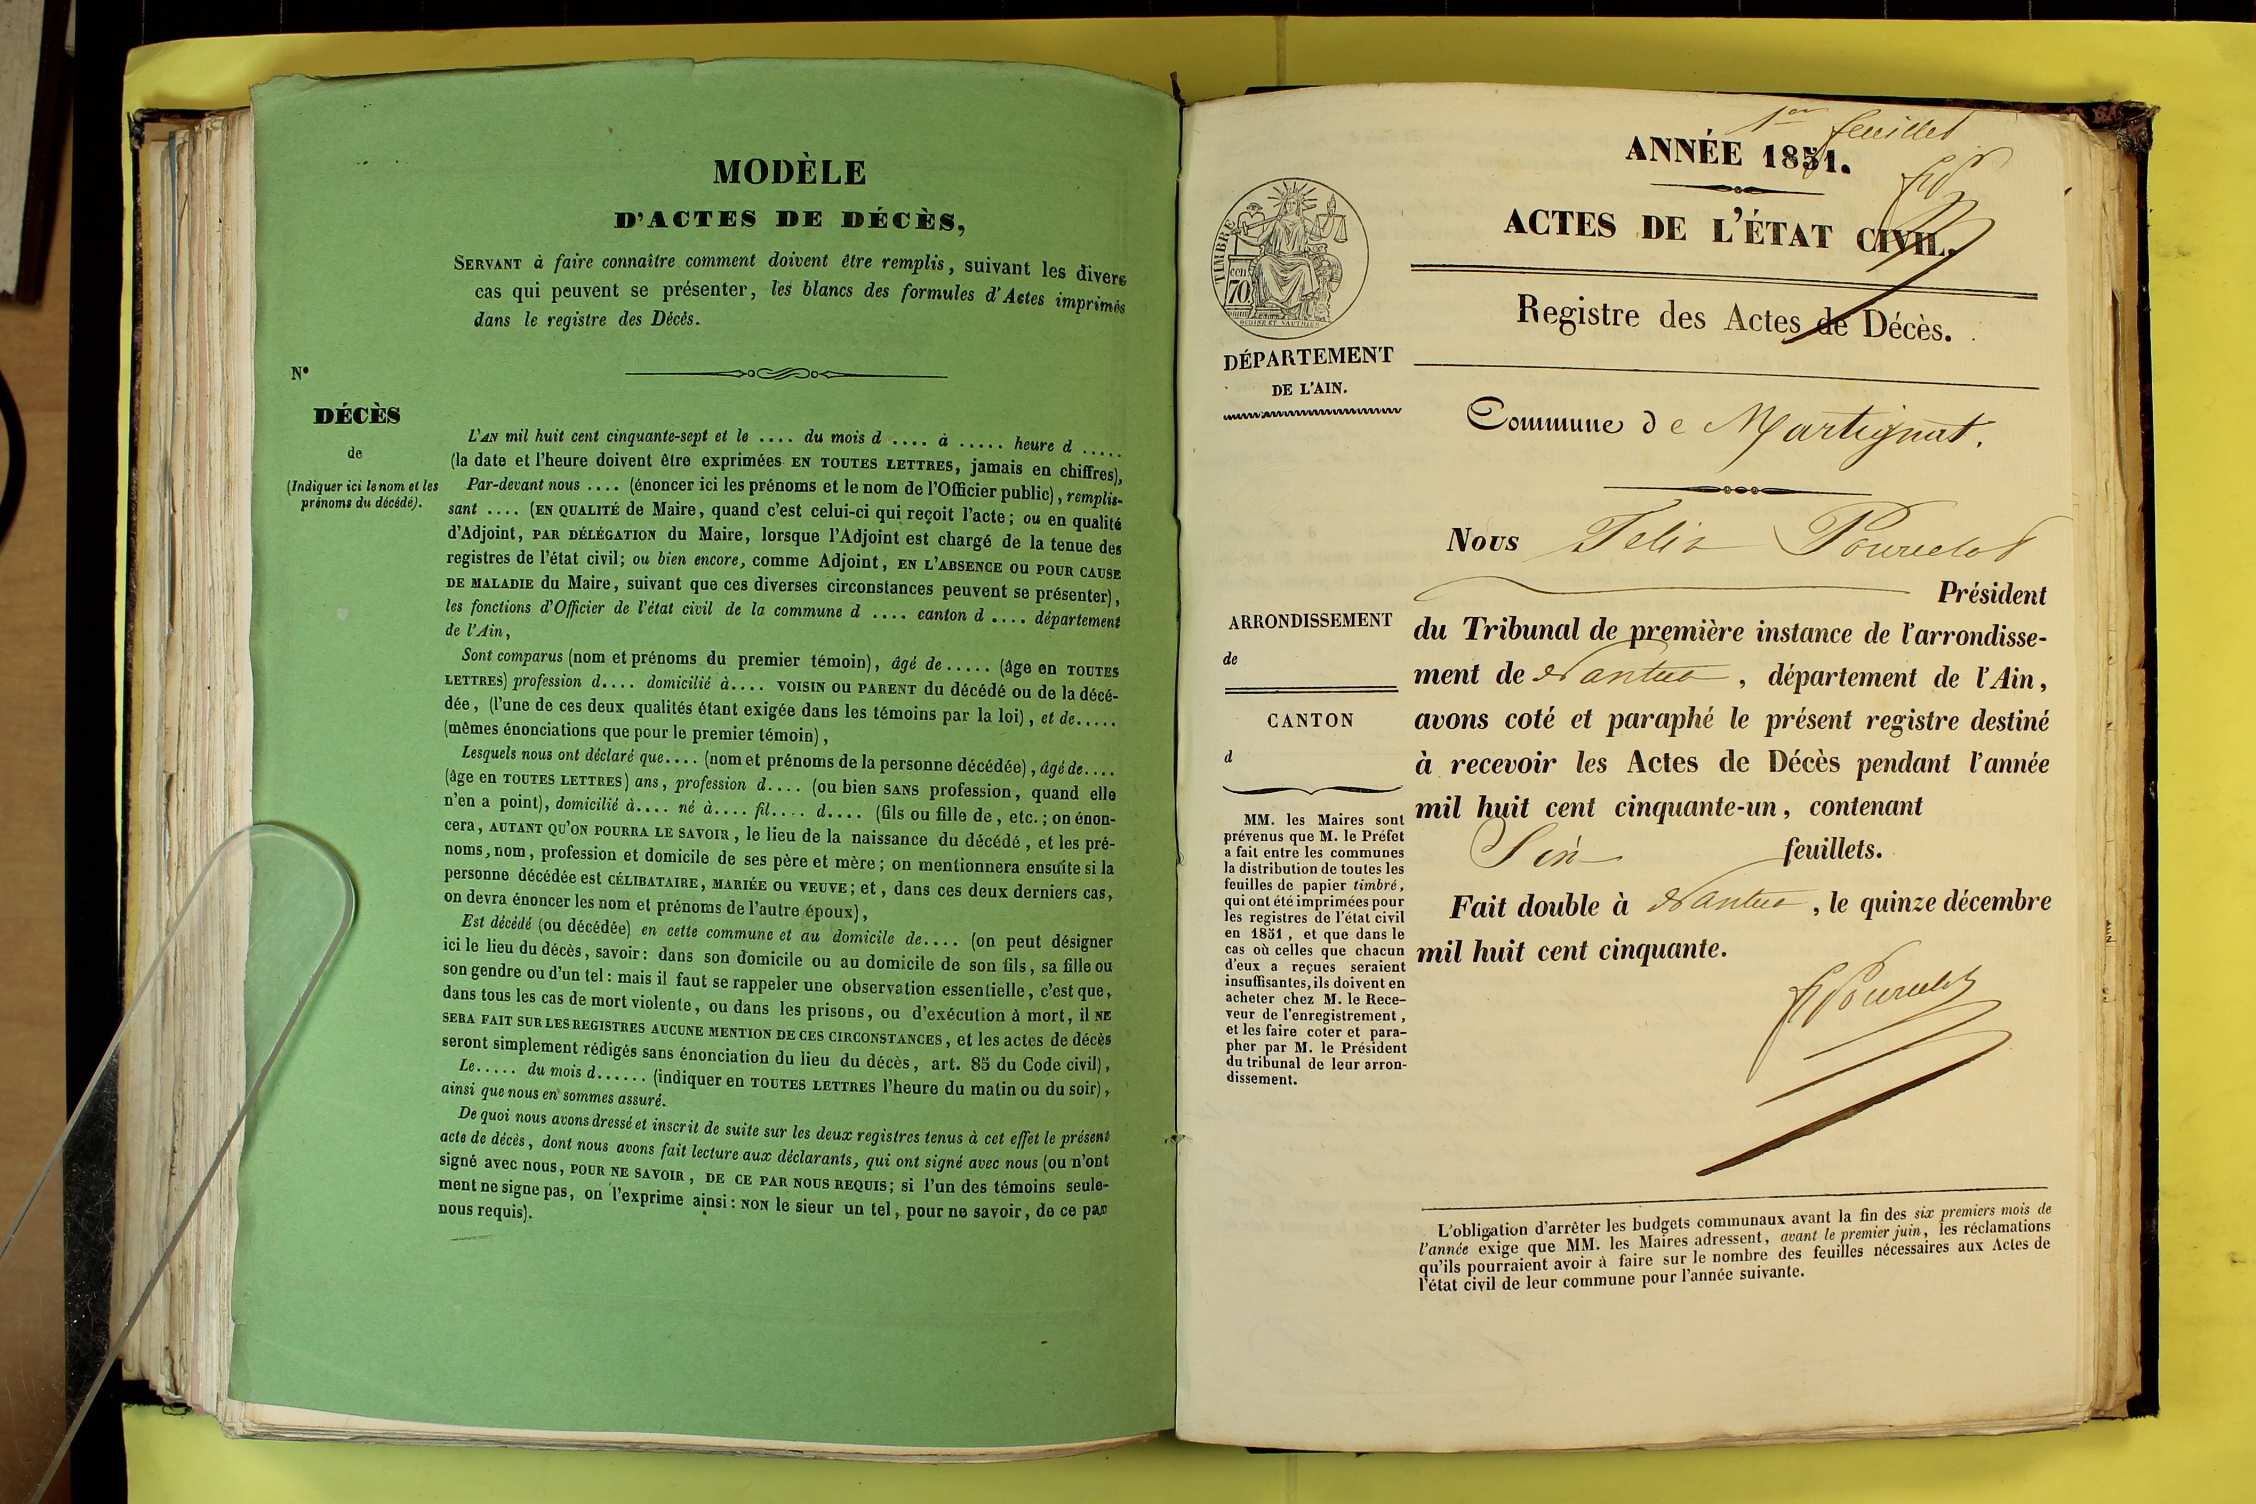 MODÈLE
D'ACTES DE DÉCÈS,
SERVANT à faire connaître comment doivent être remplis, suivant les divers
cas qui peuvent se présenter, les blancs des formules d'Actes imprimés
dans le registre des Décès.
N°
DÉCÈS
de
(Indiquer ici le nom et les
prénoms du décédé).
L'AN mil huit cent cinquante-sept et le .... du mois d .... à ..... heure d .....
(la date et l'heure doivent être exprimées EN TOUTES LETTRES, jamais en chiffres),
Par-devant nous .... (énoncer ici les prénoms et le nom de l'Officier public), remplis-
sant .... (EN QUALITÉ de Maire, quand c'est celui-ci qui reçoit l'acte; ou en qualité
d'Adjoint, PAR DÉLÉGATION du Maire, lorsque l'Adjoint est chargé de la tenue des
registres de l'état civil; ou bien encore, comme Adjoint, EN L'ABSENCE OU POUR CAUSE
DE MALADIE du Maire, suivant que ces diverses circonstances peuvent se présenter),
les fonctions d'Officier de l'état civil de la commune d .... canton d .... département
de l'Ain,
Sont comparus (nom et prénoms du premier témoin), âgé de ..... (âge en TOUTES
LETTRES) profession d.... domicilié à.... VOISIN OU PARENT du décédé ou de la décé-
dée, (l'une de ces deux qualités étant exigée dans les témoins par la loi), et de.....
(mêmes énonciations que pour le premier témoin),
Lesquels nous ont déclaré que.... (nom et prénoms de la personne décédée), âgé de....
(âge en TOUTES LETTRES) ans, profession d.... (ou bien SANS profession, quand elle
n'en a point), domicilié à.... né à.... fil.... d.... (fils ou fille de, etc.; on énon-
cera, AUTANT QU'ON POURRA LE SAVOIR, le lieu de la naissance du décédé, et les pré-
noms, nom, profession et domicile de ses père et mère; on mentionnera ensuite si la
personne décédée est CÉLIBATAIRE, MARIÉE OU VEUVE; et, dans ces deux derniers cas,
on devra énoncer les nom et prénoms de l'autre époux),
Est décédé (ou décédée) en cette commune et au domicile de.... (on peut désigner
ici le lieu du décès, savoir: dans son domicile ou au domicile de son fils, sa fille ou
son gendre ou d'un tel: mais il faut se rappeler une observation essentielle, c'est que,
dans tous les cas de mort violente, ou dans les prisons, ou d'exécution à mort, il NE
SERA FAIT SUR LES REGISTRES AUCUNE MENTION DE CES CIRCONSTANCES, et les actes de décès
seront simplement rédigés sans énonciation du lieu du décès, art. 85 du Code civil),
Le..... du mois d...... (indiquer en TOUTES LETTRES l'heure du matin ou du soir),
ainsi que nous en sommes assuré.
De quoi nous avons dressé et inscrit de suite sur les deux registres tenus à cet effet le présent
acte de décès, dont nous avons fait lecture aux déclarants, qui ont signé avec nous (ou n'ont
signé avec nous, POUR NE SAVOIR, DE CE PAR NOUS REQUIS; si l'un des témoins seule-
ment ne signe pas, on l'exprime ainsi: NON le sieur un tel, pour ne savoir, de ce par
nous requis).
1er feuillet
ANNÉE 1851.
ACTES DE L'ÉTAT CIVIL.
Registre des Actes de Décès.
TIMBRE
cen
70
OUDINÉ ET VAUTHIER
DÉPARTEMENT
DE L'AIN.
Commune de Martignat.
Nous Felix Pourcelot
Président
du Tribunal de première instance de l'arrondisse-
ment de Nantua, département de l'Ain,
avons coté et paraphé le présent registre destiné
à recevoir les Actes de Décès pendant l'année
mil huit cent cinquante-un, contenant
Six feuillets.
Fait double à Nantua, le quinze décembre
mil huit cent cinquante.
FPourcelot
ARRONDISSEMENT
de
CANTON
d
MM. les Maires sont
prévenus que M. le Préfet
a fait entre les communes
la distribution de toutes les
feuilles de papier timbré,
qui ont été imprimées pour
les registres de l'état civil
en 1851, et que dans le
cas où celles que chacun
d'eux a reçues seraient
insuffisantes, ils doivent en
acheter chez M. le Rece-
veur de l'enregistrement,
et les faire coter et para-
pher par M. le Président
du tribunal de leur arron-
dissement.
L'obligation d'arrêter les budgets communaux avant la fin des six premiers mois de
l'année exige que MM. les Maires adressent, avant le premier juin, les réclamations
qu'ils pourraient avoir à faire sur le nombre des feuilles nécessaires aux Actes de
l'état civil de leur commune pour l'année suivante.